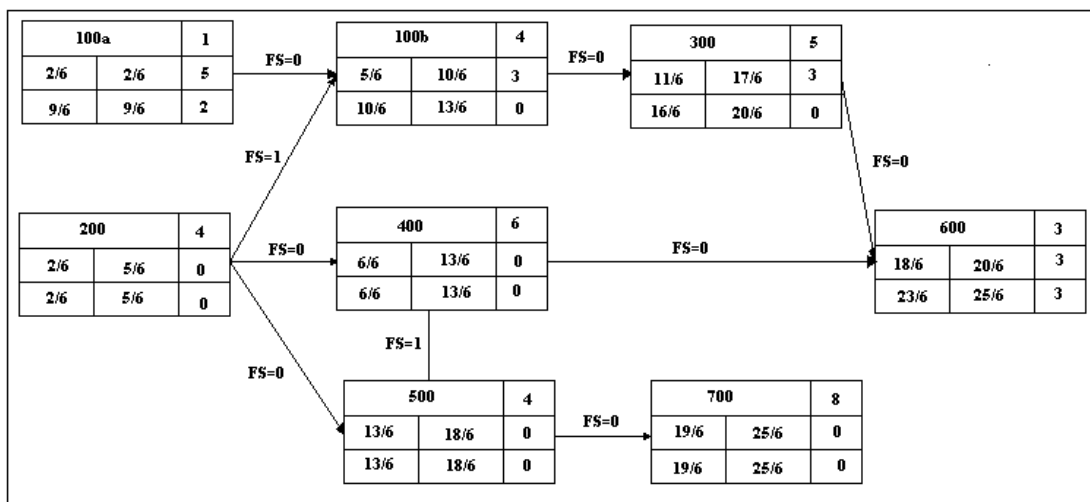 100a 1
2/6 2/6 5
9/6 9/6 2
FS=0
100b 4
5/6 10/6 3
10/6 13/6 0
FS=0
300 5
11/6 17/6 3
16/6 20/6 0
FS=1
FS=0
200 4
2/6 5/6 0
2/6 5/6 0
FS=0
400 6
6/6 13/6 0
6/6 13/6 0
FS=0
600 3
18/6 20/6 3
23/6 25/6 3
FS=1
FS=0
500 4
13/6 18/6 0
13/6 18/6 0
FS=0
700 8
19/6 25/6 0
19/6 25/6 0